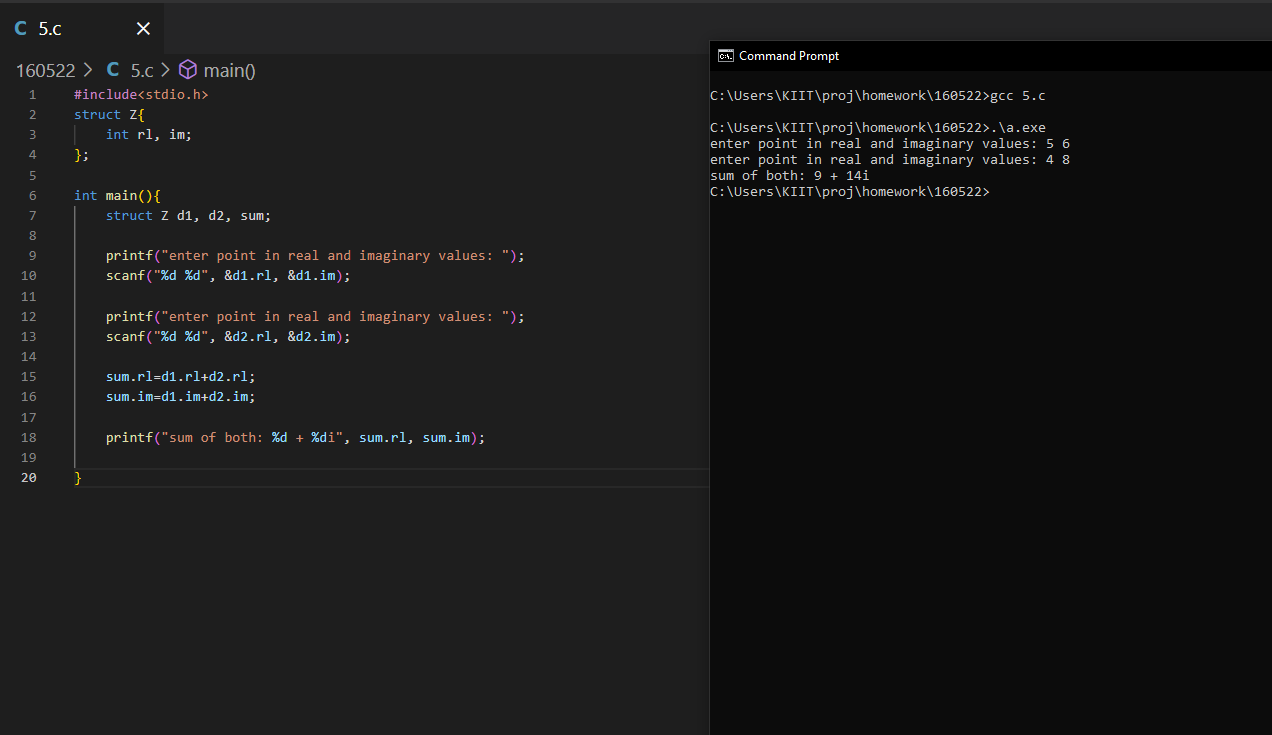 C 5.c ×
160522 > C 5.c > main()
1 #include<stdio.h>
2 struct Z{
3 int rl, im;
4 };
5
6 int main(){
7 struct Z d1, d2, sum;
8
9 printf("enter point in real and imaginary values: ");
10 scanf("%d %d", &d1.rl, &d1.im);
11
12 printf("enter point in real and imaginary values: ");
13 scanf("%d %d", &d2.rl, &d2.im);
14
15 sum.rl=d1.rl+d2.rl;
16 sum.im=d1.im+d2.im;
17
18 printf("sum of both: %d + %di", sum.rl, sum.im);
19
20 }
C:\. Command Prompt
C:\Users\KIIT\proj\homework\160522>gcc 5.c
C:\Users\KIIT\proj\homework\160522>.\a.exe
enter point in real and imaginary values: 5 6
enter point in real and imaginary values: 4 8
sum of both: 9 + 14i
C:\Users\KIIT\proj\homework\160522>